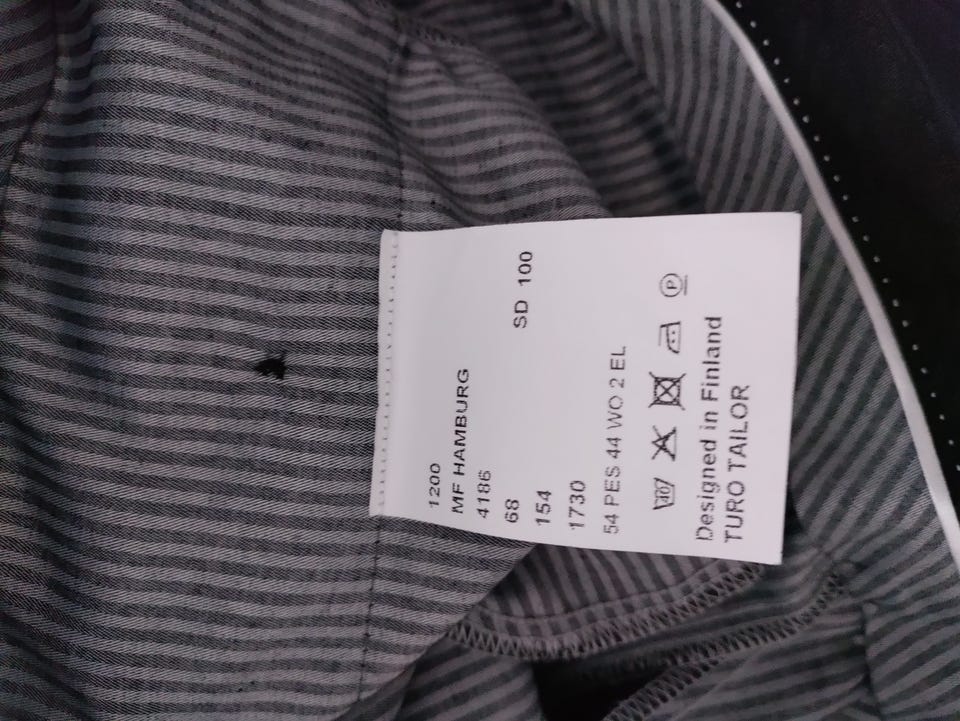 1200
MF HAMBURG
4186
68 SD 100
154
1730
54 PES 44 WO 2 EL
40 P
Designed in Finland
TURO TAILOR